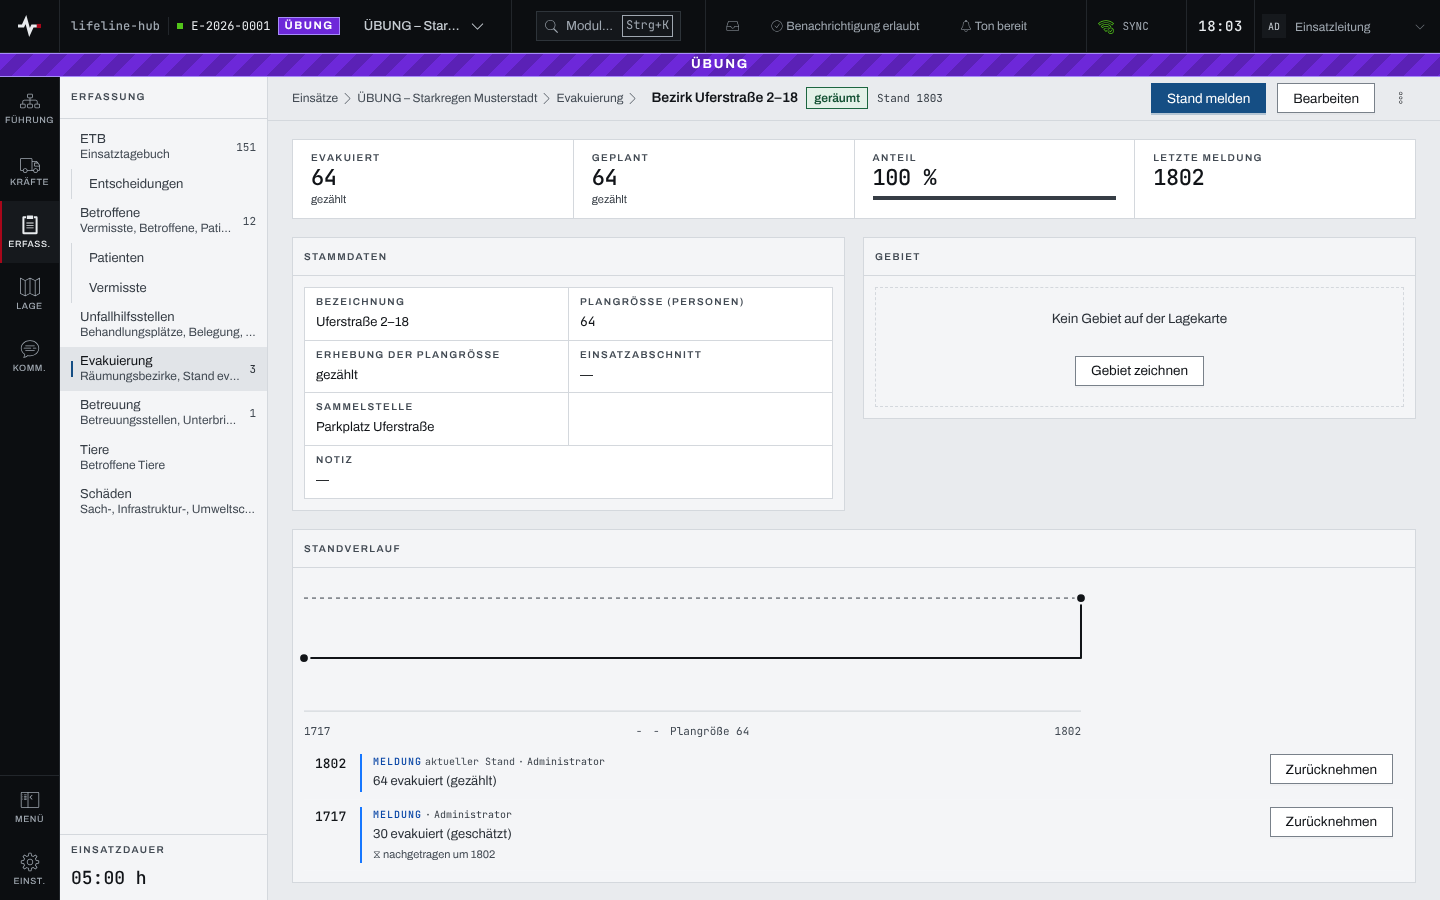 lifeline-hub E-2026-0001 ÜBUNG ÜBUNG – Star... Modul... Strg+K Benachrichtigung erlaubt Ton bereit SYNC 18:03 AD Einsatzleitung
ÜBUNG
FÜHRUNG
KRÄFTE
ERFASS.
LAGE
KOMM.
MENÜ
EINST.
ERFASSUNG
ETB
Einsatztagebuch
151
Entscheidungen
Betroffene
Vermisste, Betroffene, Pati...
12
Patienten
Vermisste
Unfallhilfsstellen
Behandlungsplätze, Belegung, ...
Evakuierung
Räumungsbezirke, Stand ev...
3
Betreuung
Betreuungsstellen, Unterbri...
1
Tiere
Betroffene Tiere
Schäden
Sach-, Infrastruktur-, Umweltsc...
EINSATZDAUER
05:00 h
Einsätze ÜBUNG – Starkregen Musterstadt Evakuierung Bezirk Uferstraße 2–18 geräumt Stand 1803 Stand melden Bearbeiten
EVAKUIERT
64
gezählt
GEPLANT
64
gezählt
ANTEIL
100 %
LETZTE MELDUNG
1802
STAMMDATEN
BEZEICHNUNG
Uferstraße 2–18
PLANGRÖSSE (PERSONEN)
64
ERHEBUNG DER PLANGRÖSSE
gezählt
EINSATZABSCHNITT
—
SAMMELSTELLE
Parkplatz Uferstraße
NOTIZ
—
GEBIET
Kein Gebiet auf der Lagekarte
Gebiet zeichnen
STANDVERLAUF
1717 - - Plangröße 64 1802
1802 MELDUNG aktueller Stand · Administrator
64 evakuiert (gezählt)
Zurücknehmen
1717 MELDUNG · Administrator
30 evakuiert (geschätzt)
nachgetragen um 1802
Zurücknehmen